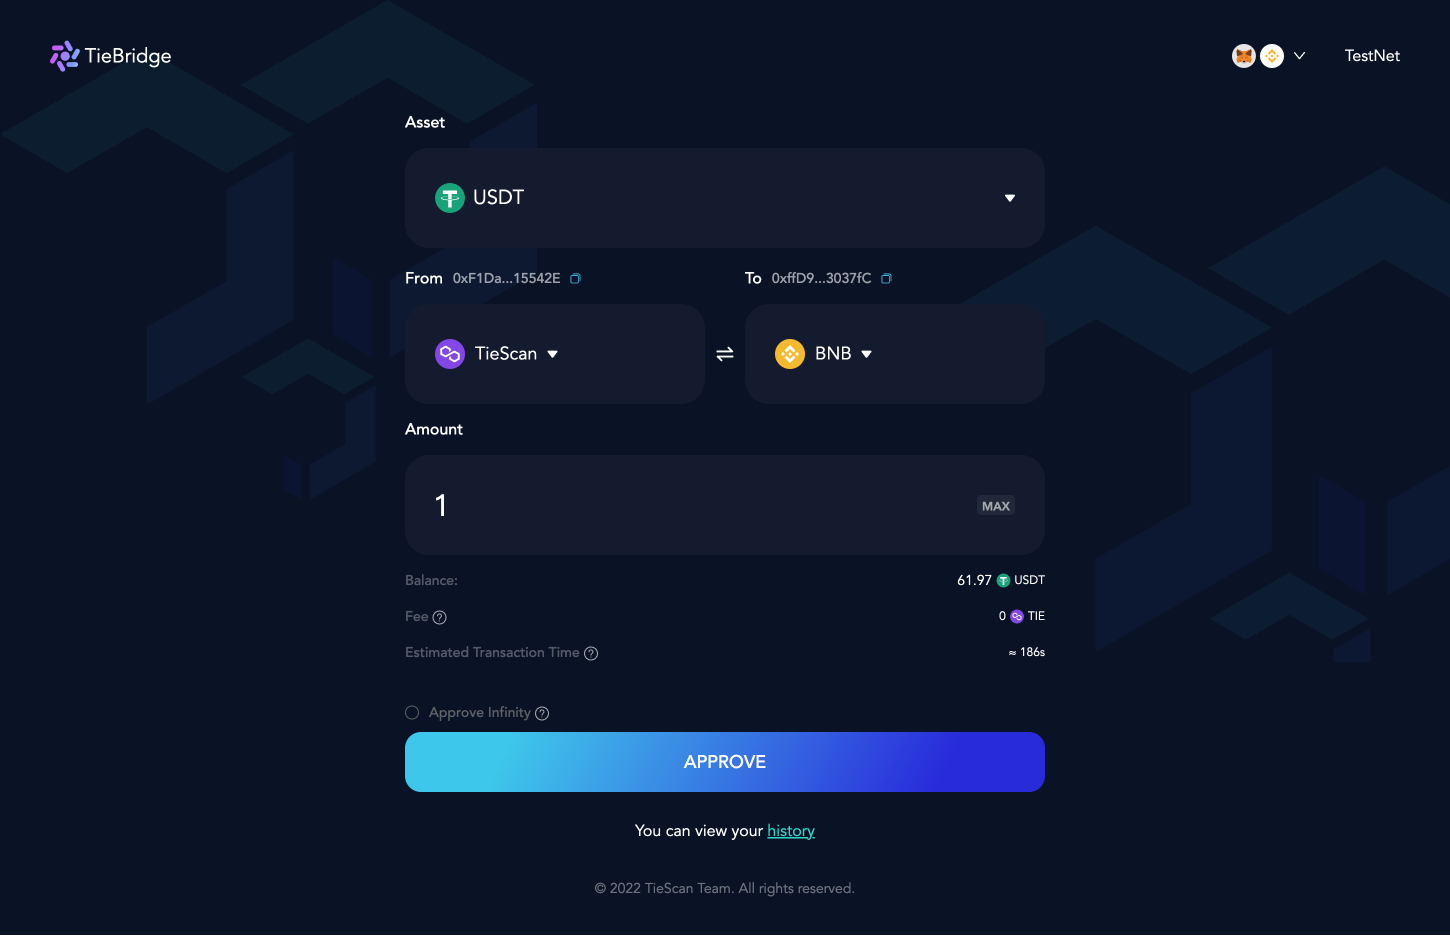 TieBridge
TestNet
Asset
USDT
From 0xF1Da...15542E
To 0xffD9...3037fC
TieScan
BNB
Amount
1
MAX
Balance:
61.97 USDT
Fee
0 TIE
Estimated Transaction Time
≈ 186s
Approve Infinity
APPROVE
You can view your history
© 2022 TieScan Team. All rights reserved.